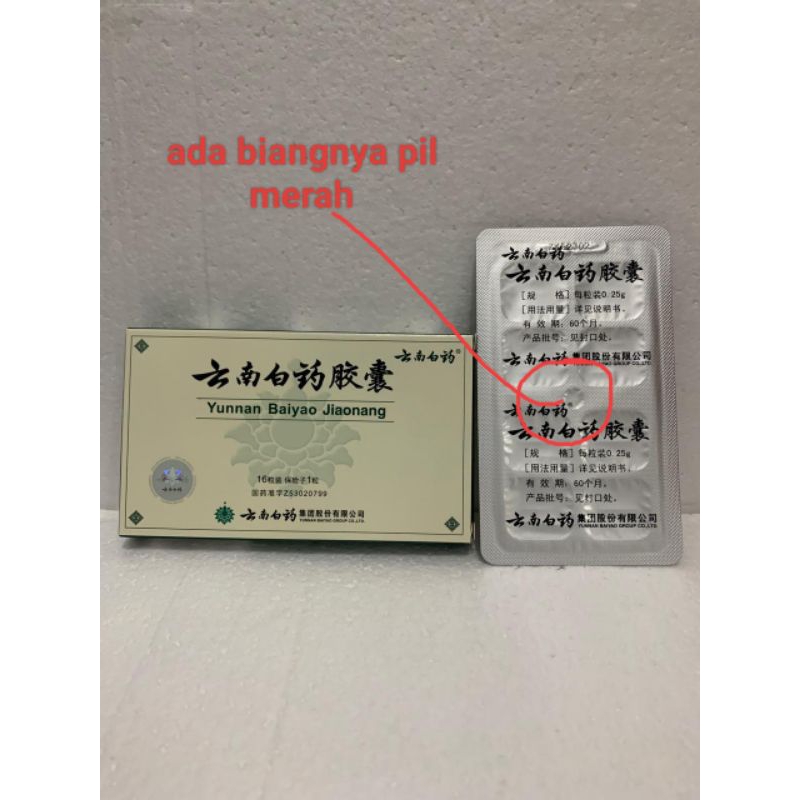 ada biangnya pil
merah
云南白药®
云南白药胶囊
Yunnan Baiyao Jiaonang
16粒装 保险子1粒
国药准字Z53020799
云南白药 集团股份有限公司
YUNNAN BAIYAO GROUP CO.,LTD.
云南白药
云南白药胶囊
[规 格] 每粒装0.25g
[用法用量] 详见说明书。
有 效 期: 60个月。
产品批号: 见封口处。
云南白药 集团股份有限公司
YUNNAN BAIYAO GROUP CO.,LTD.
云南白药®
云南白药胶囊
[规 格] 每粒装0.25g
[用法用量] 详见说明书。
有 效 期: 60个月。
产品批号: 见封口处。
云南白药 集团股份有限公司
YUNNAN BAIYAO GROUP CO.,LTD.